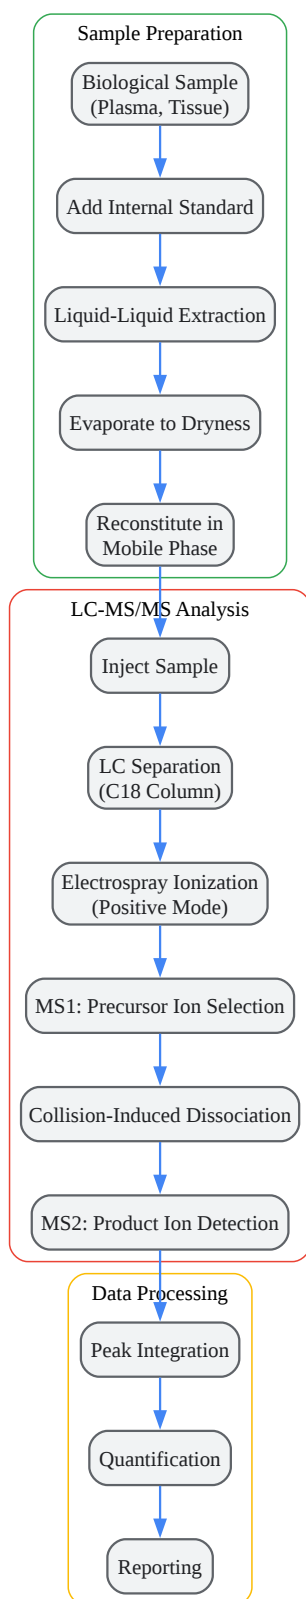 Sample Preparation
Biological Sample
(Plasma, Tissue)
Add Internal Standard
Liquid-Liquid Extraction
Evaporate to Dryness
Reconstitute in
Mobile Phase
LC-MS/MS Analysis
Inject Sample
LC Separation
(C18 Column)
Electrospray Ionization
(Positive Mode)
MS1: Precursor Ion Selection
Collision-Induced Dissociation
MS2: Product Ion Detection
Data Processing
Peak Integration
Quantification
Reporting